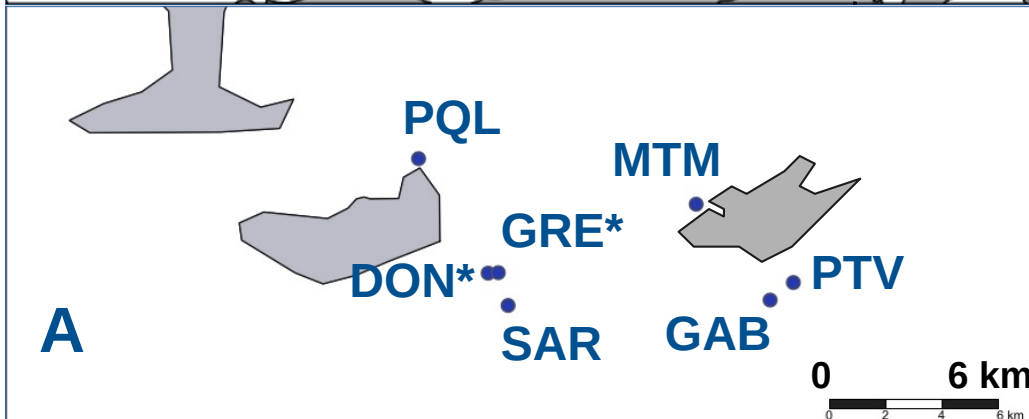 PQL
MTM
GRE*
DON*
PTV
SAR
GAB
A
0 6 km
0 2 4 6 km